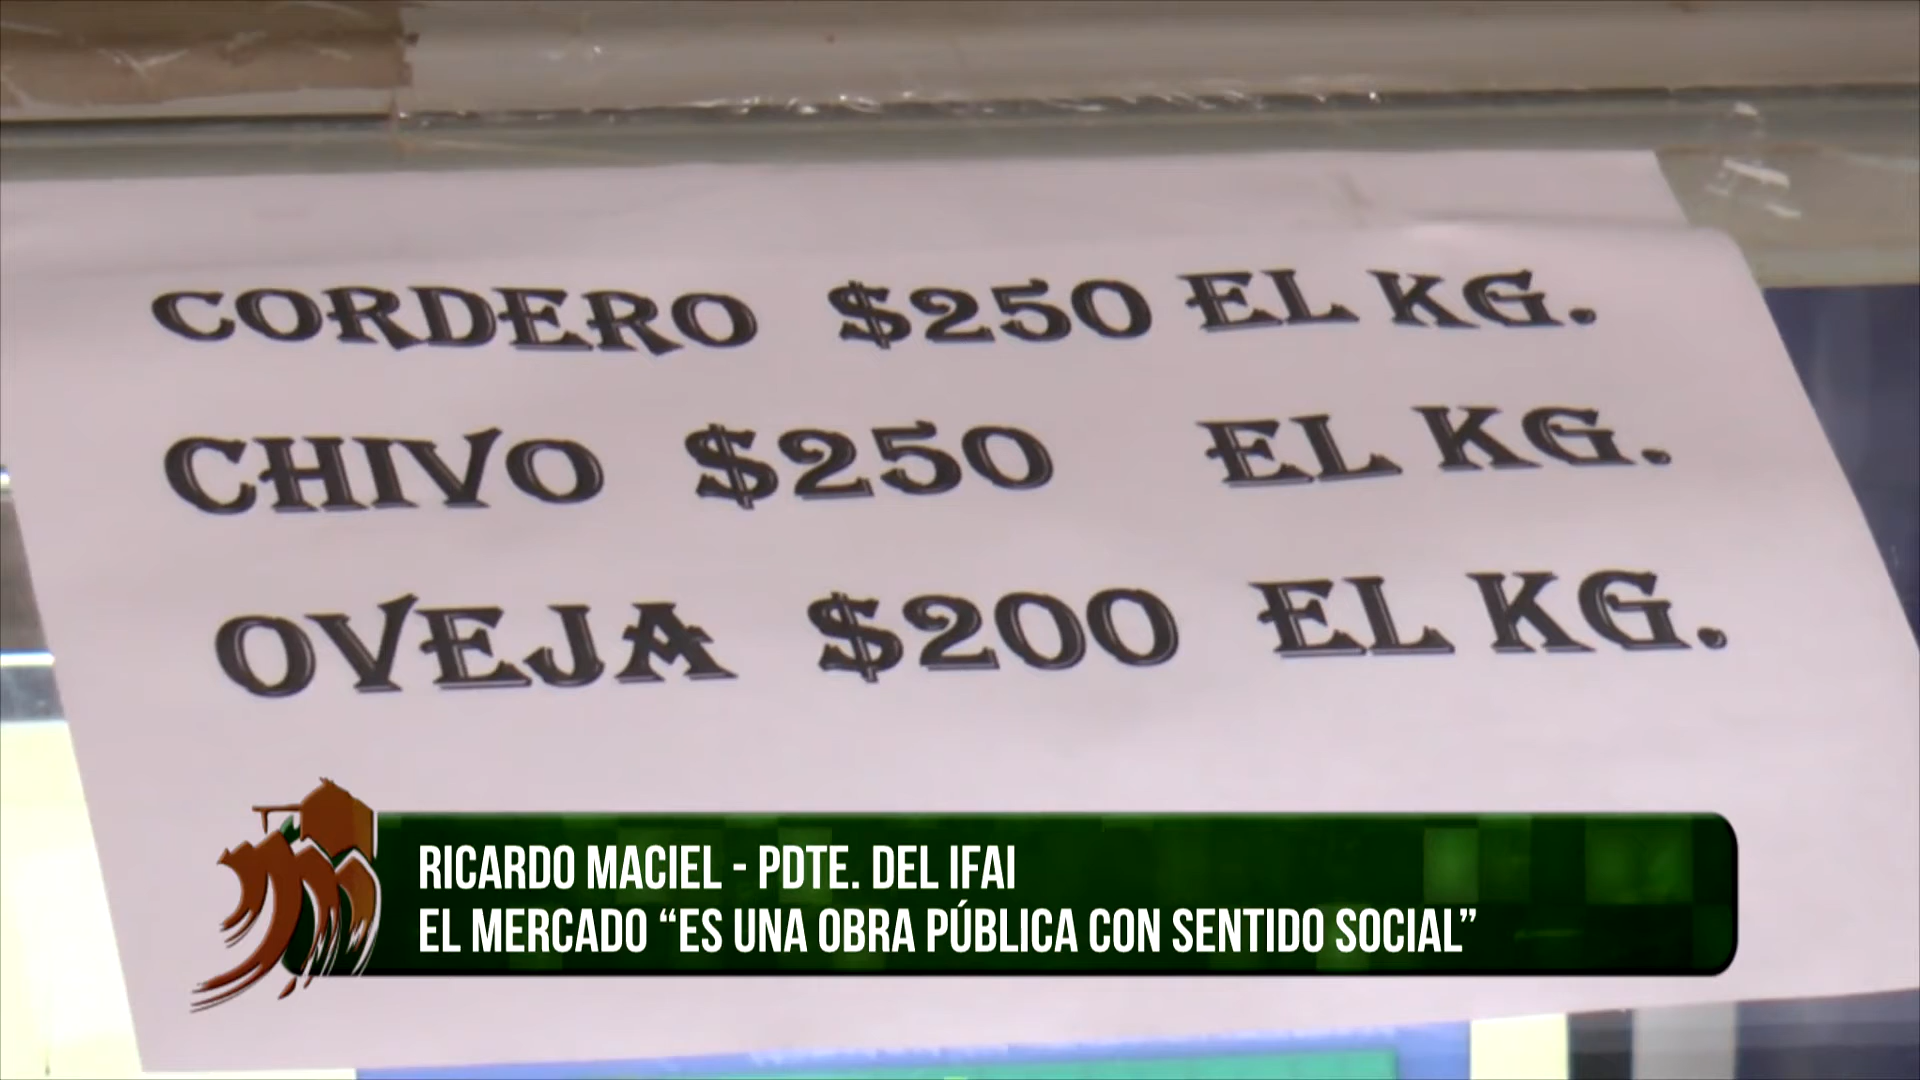 CORDERO $250 EL KG.
CHIVO $250 EL KG.
OVEJA $200 EL KG.
RICARDO MACIEL - PDTE. DEL IFAI
EL MERCADO “ES UNA OBRA PÚBLICA CON SENTIDO SOCIAL”